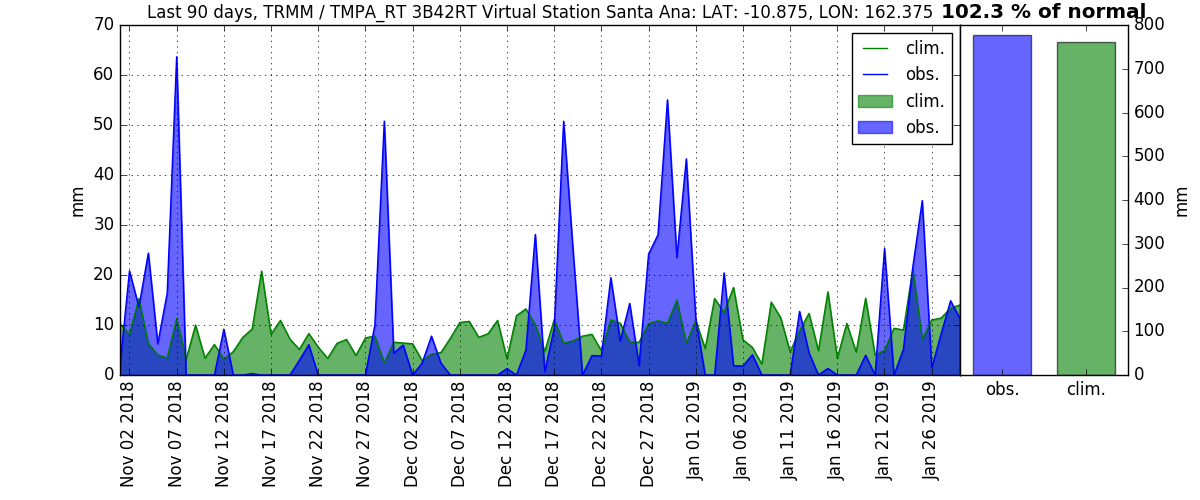 Last 90 days, TRMM / TMPA_RT 3B42RT Virtual Station Santa Ana: LAT: -10.875, LON: 162.375 102.3 % of normal
70
60
50
40
30
20
10
0
mm
clim.
obs.
clim.
obs.
800
700
600
500
400
300
200
100
0
mm
obs.
clim.
Nov 02 2018
Nov 07 2018
Nov 12 2018
Nov 17 2018
Nov 22 2018
Nov 27 2018
Dec 02 2018
Dec 07 2018
Dec 12 2018
Dec 17 2018
Dec 22 2018
Dec 27 2018
Jan 01 2019
Jan 06 2019
Jan 11 2019
Jan 16 2019
Jan 21 2019
Jan 26 2019